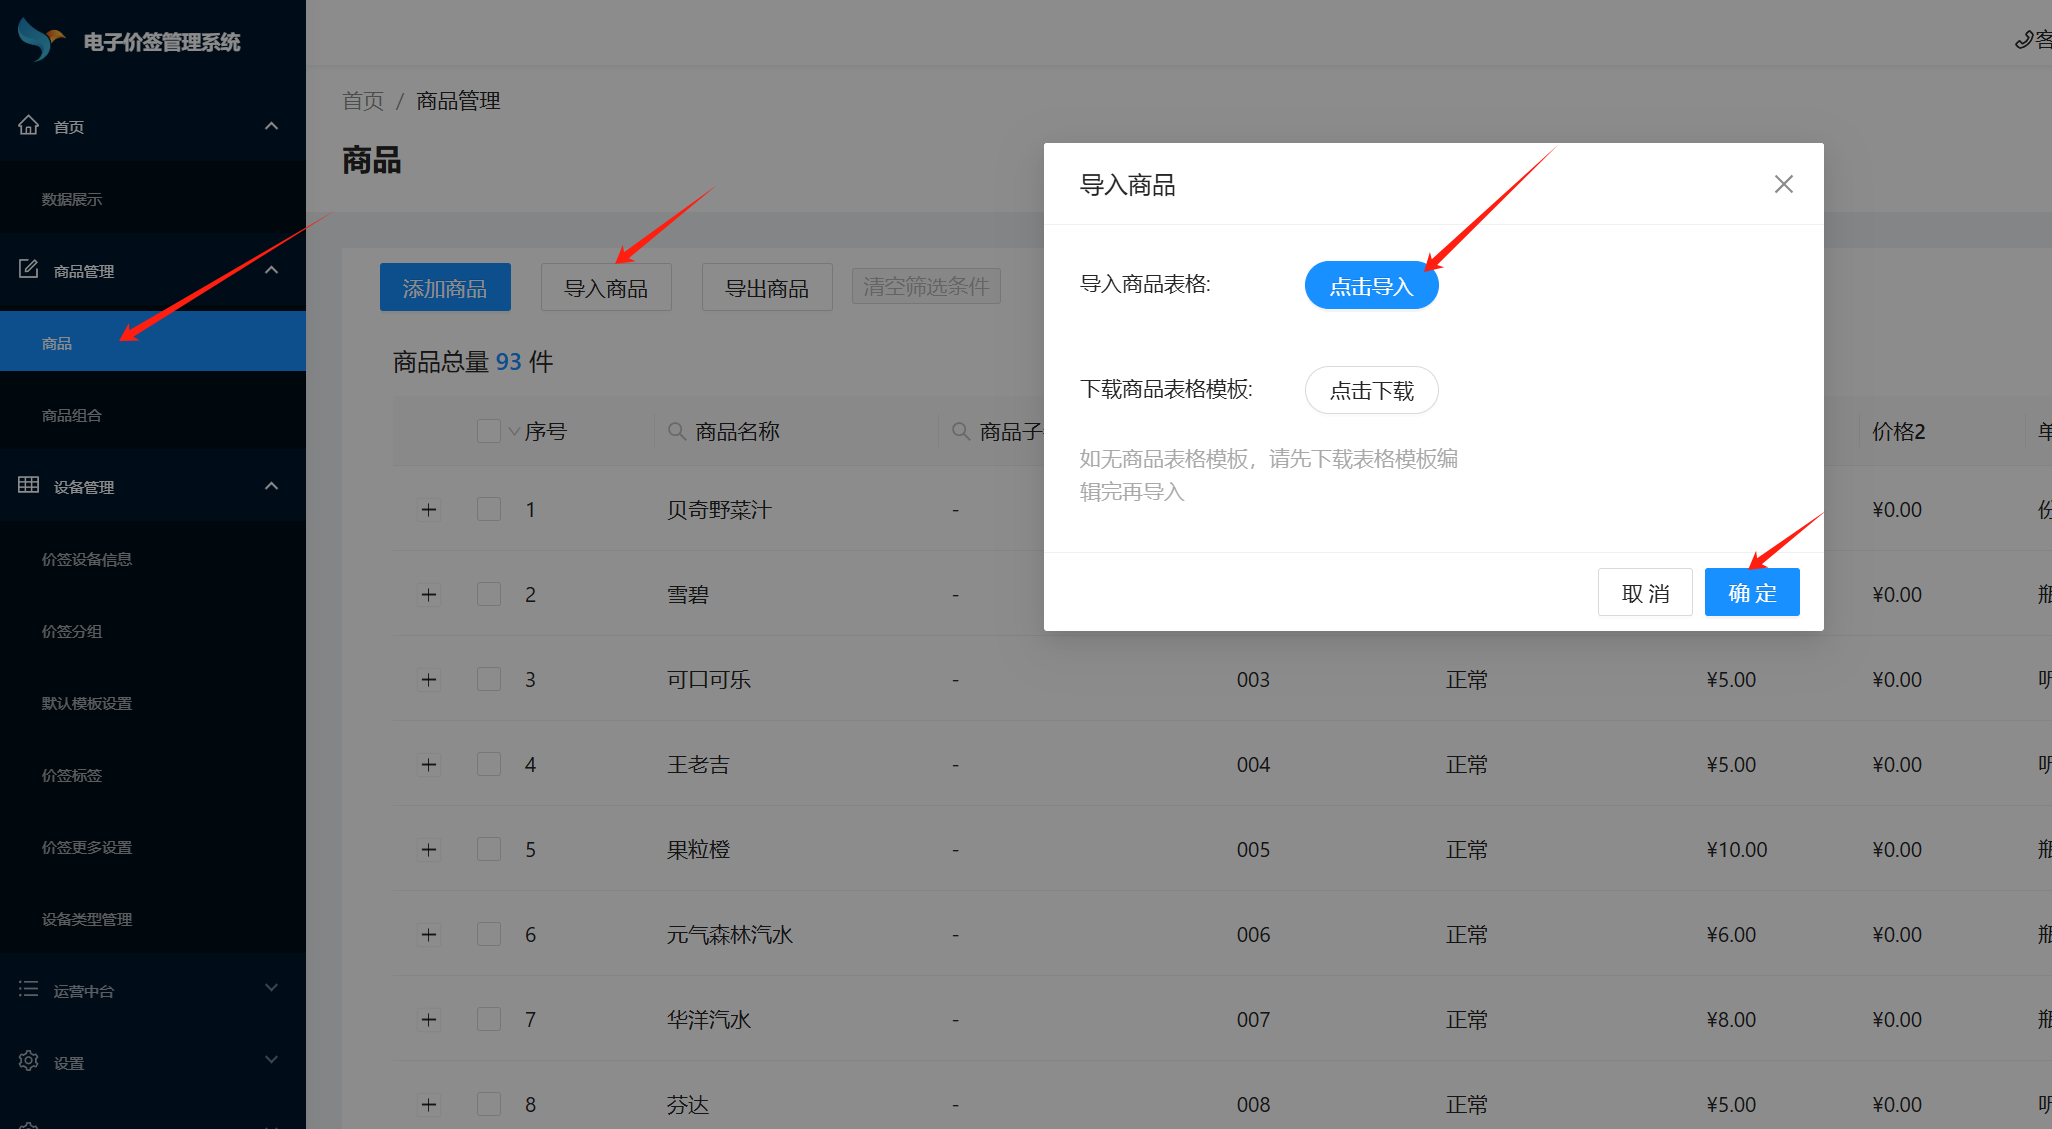 电子价签管理系统
首页
数据展示
商品管理
商品
商品组合
设备管理
价签设备信息
价签分组
默认模板设置
价签标签
价签更多设置
设备类型管理
运营中台
设置
客
首页 / 商品管理
商品
添加商品 导入商品 导出商品 清空筛选条件
商品总量 93 件
序号 商品名称 商品子 价格2 单
1 贝奇野菜汁 - ¥0.00 份
2 雪碧 - ¥0.00 瓶
3 可口可乐 - 003 正常 ¥5.00 ¥0.00 听
4 王老吉 - 004 正常 ¥5.00 ¥0.00 听
5 果粒橙 - 005 正常 ¥10.00 ¥0.00 瓶
6 元气森林汽水 - 006 正常 ¥6.00 ¥0.00 瓶
7 华洋汽水 - 007 正常 ¥8.00 ¥0.00 瓶
8 芬达 - 008 正常 ¥5.00 ¥0.00 听
导入商品
导入商品表格: 点击导入
下载商品表格模板: 点击下载
如无商品表格模板，请先下载表格模板编
辑完再导入
取 消 确 定